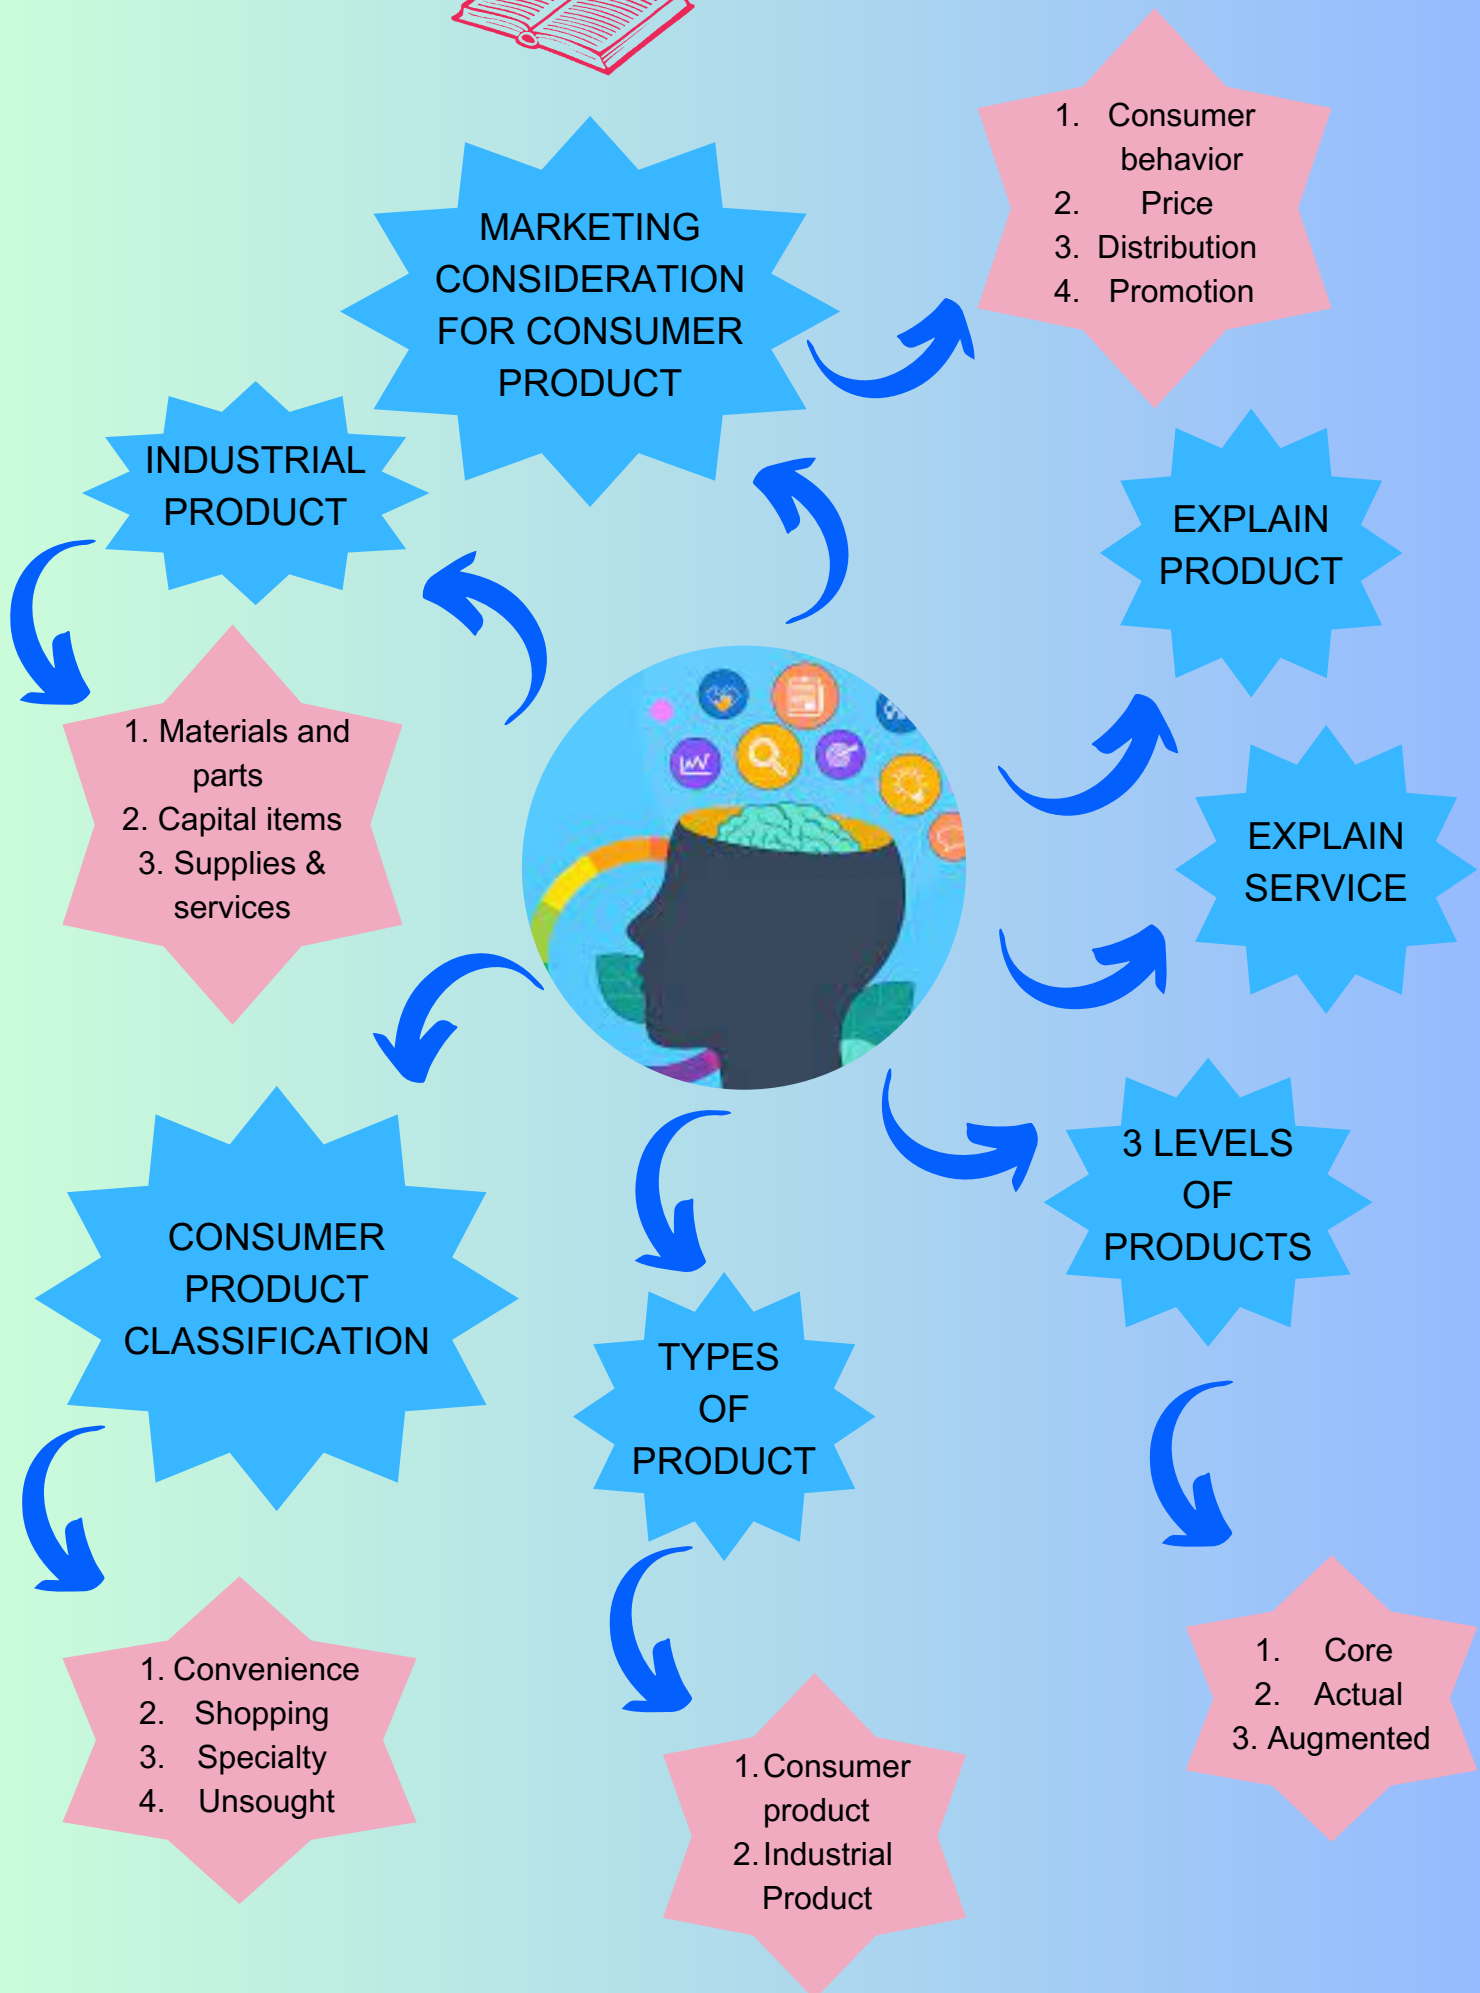 MARKETING
CONSIDERATION
FOR CONSUMER
PRODUCT
1. Consumer
behavior
2. Price
3. Distribution
4. Promotion
INDUSTRIAL
PRODUCT
1. Materials and
parts
2. Capital items
3. Supplies &
services
EXPLAIN
PRODUCT
EXPLAIN
SERVICE
3 LEVELS
OF
PRODUCTS
1. Core
2. Actual
3. Augmented
CONSUMER
PRODUCT
CLASSIFICATION
1. Convenience
2. Shopping
3. Specialty
4. Unsought
TYPES
OF
PRODUCT
1. Consumer
product
2. Industrial
Product